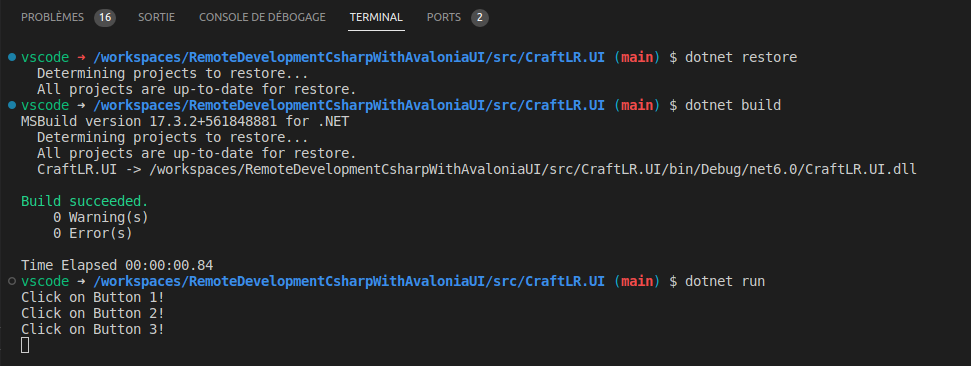 PROBLÈMES 16 SORTIE CONSOLE DE DÉBOGAGE TERMINAL PORTS 2
vscode ➜ /workspaces/RemoteDevelopmentCsharpWithAvaloniaUI/src/CraftLR.UI (main) $ dotnet restore
  Determining projects to restore...
  All projects are up-to-date for restore.
vscode ➜ /workspaces/RemoteDevelopmentCsharpWithAvaloniaUI/src/CraftLR.UI (main) $ dotnet build
MSBuild version 17.3.2+561848881 for .NET
  Determining projects to restore...
  All projects are up-to-date for restore.
  CraftLR.UI -> /workspaces/RemoteDevelopmentCsharpWithAvaloniaUI/src/CraftLR.UI/bin/Debug/net6.0/CraftLR.UI.dll
Build succeeded.
    0 Warning(s)
    0 Error(s)
Time Elapsed 00:00:00.84
vscode ➜ /workspaces/RemoteDevelopmentCsharpWithAvaloniaUI/src/CraftLR.UI (main) $ dotnet run
Click on Button 1!
Click on Button 2!
Click on Button 3!